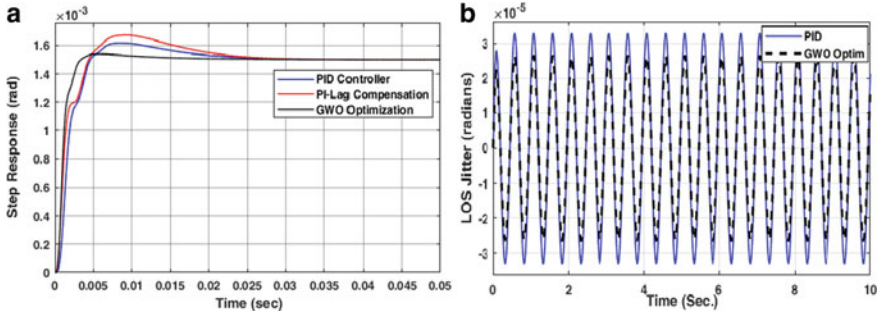 a
×10⁻³
1.6
1.4
1.2
1
0.8
0.6
0.4
0.2
0
Step Response (rad)
PID Controller
PI-Lag Compensation
GWO Optimization
0 0.005 0.01 0.015 0.02 0.025 0.03 0.035 0.04 0.045 0.05
Time (sec)
b
×10⁻⁵
3
2
1
0
-1
-2
-3
LOS Jitter (radians)
PID
GWO Optim
0 2 4 6 8 10
Time (Sec.)